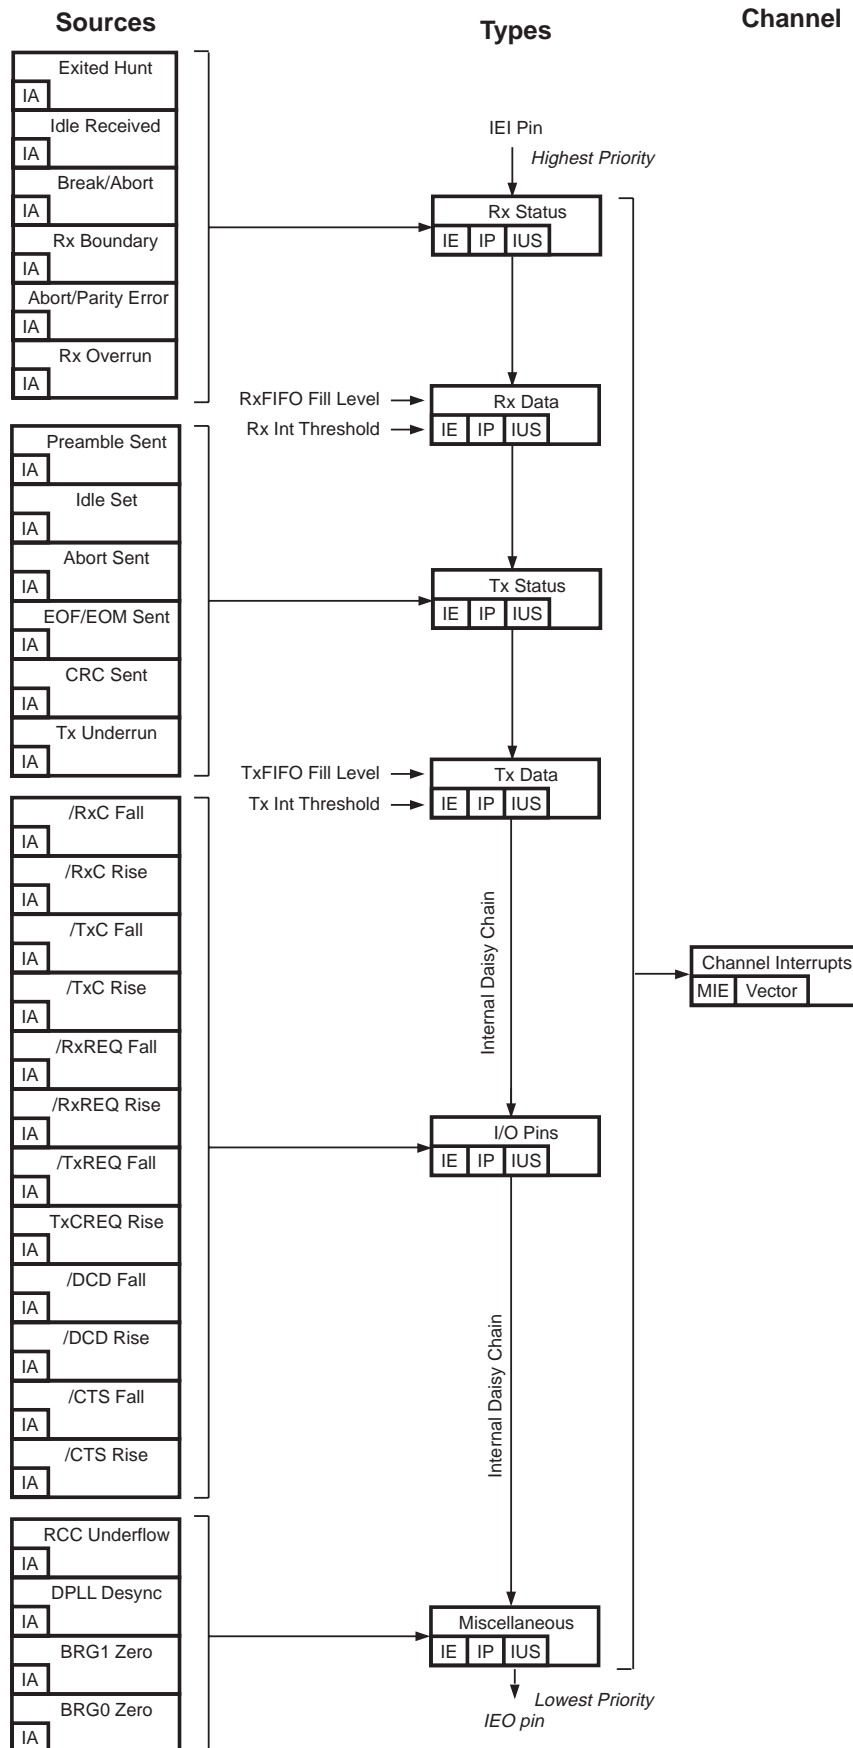 Sources
Types
Channel
Exited Hunt
IA
Idle Received
IA
Break/Abort
IA
Rx Boundary
IA
Abort/Parity Error
IA
Rx Overrun
IA
Preamble Sent
IA
Idle Set
IA
Abort Sent
IA
EOF/EOM Sent
IA
CRC Sent
IA
Tx Underrun
IA
/RxC Fall
IA
/RxC Rise
IA
/TxC Fall
IA
/TxC Rise
IA
/RxREQ Fall
IA
/RxREQ Rise
IA
/TxREQ Fall
IA
TxCREQ Rise
IA
/DCD Fall
IA
/DCD Rise
IA
/CTS Fall
IA
/CTS Rise
IA
RCC Underflow
IA
DPLL Desync
IA
BRG1 Zero
IA
BRG0 Zero
IA
IEI Pin
Highest Priority
Rx Status
IE IP IUS
RxFIFO Fill Level
Rx Int Threshold
Rx Data
IE IP IUS
Tx Status
IE IP IUS
TxFIFO Fill Level
Tx Int Threshold
Tx Data
IE IP IUS
Internal Daisy Chain
I/O Pins
IE IP IUS
Internal Daisy Chain
Miscellaneous
IE IP IUS
Lowest Priority
IEO pin
Channel Interrupts
MIE Vector